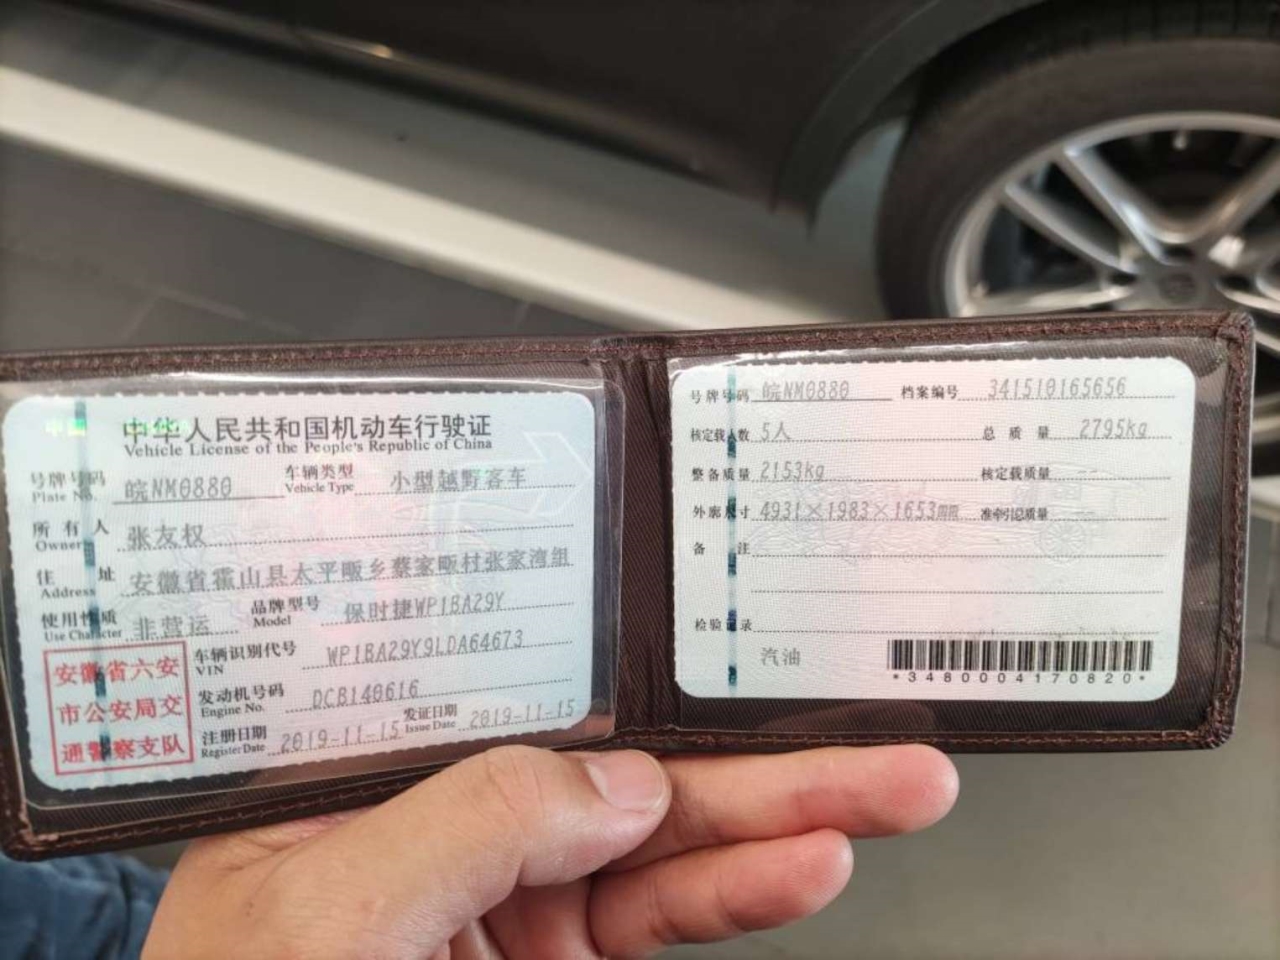 中华人民共和国机动车行驶证
Vehicle License of the People's Republic of China
号牌号码 皖NM0880 车辆类型 小型越野客车
Plate No. Vehicle Type
所有人 张友权
Owner
住址 安徽省霍山县太平畈乡蔡家畈村张家湾组
Address
使用性质 非营运 品牌型号 保时捷WP1BA29Y
Use Character Model
安徽省六安
市公安局交
通警察支队
车辆识别代号 WP1BA29Y9LDA64673
VIN
发动机号码 DCB140616
Engine No.
注册日期 2019-11-15 发证日期 2019-11-15
Register Date Issue Date
号牌号码 皖NM0880 档案编号 341510165656
核定载人数 5人 总质量 2795kg
整备质量 2153kg 核定载质量 --
外廓尺寸 4931×1983×1653 准牵引总质量 --
备注
检验记录
汽油
*3480004170820*